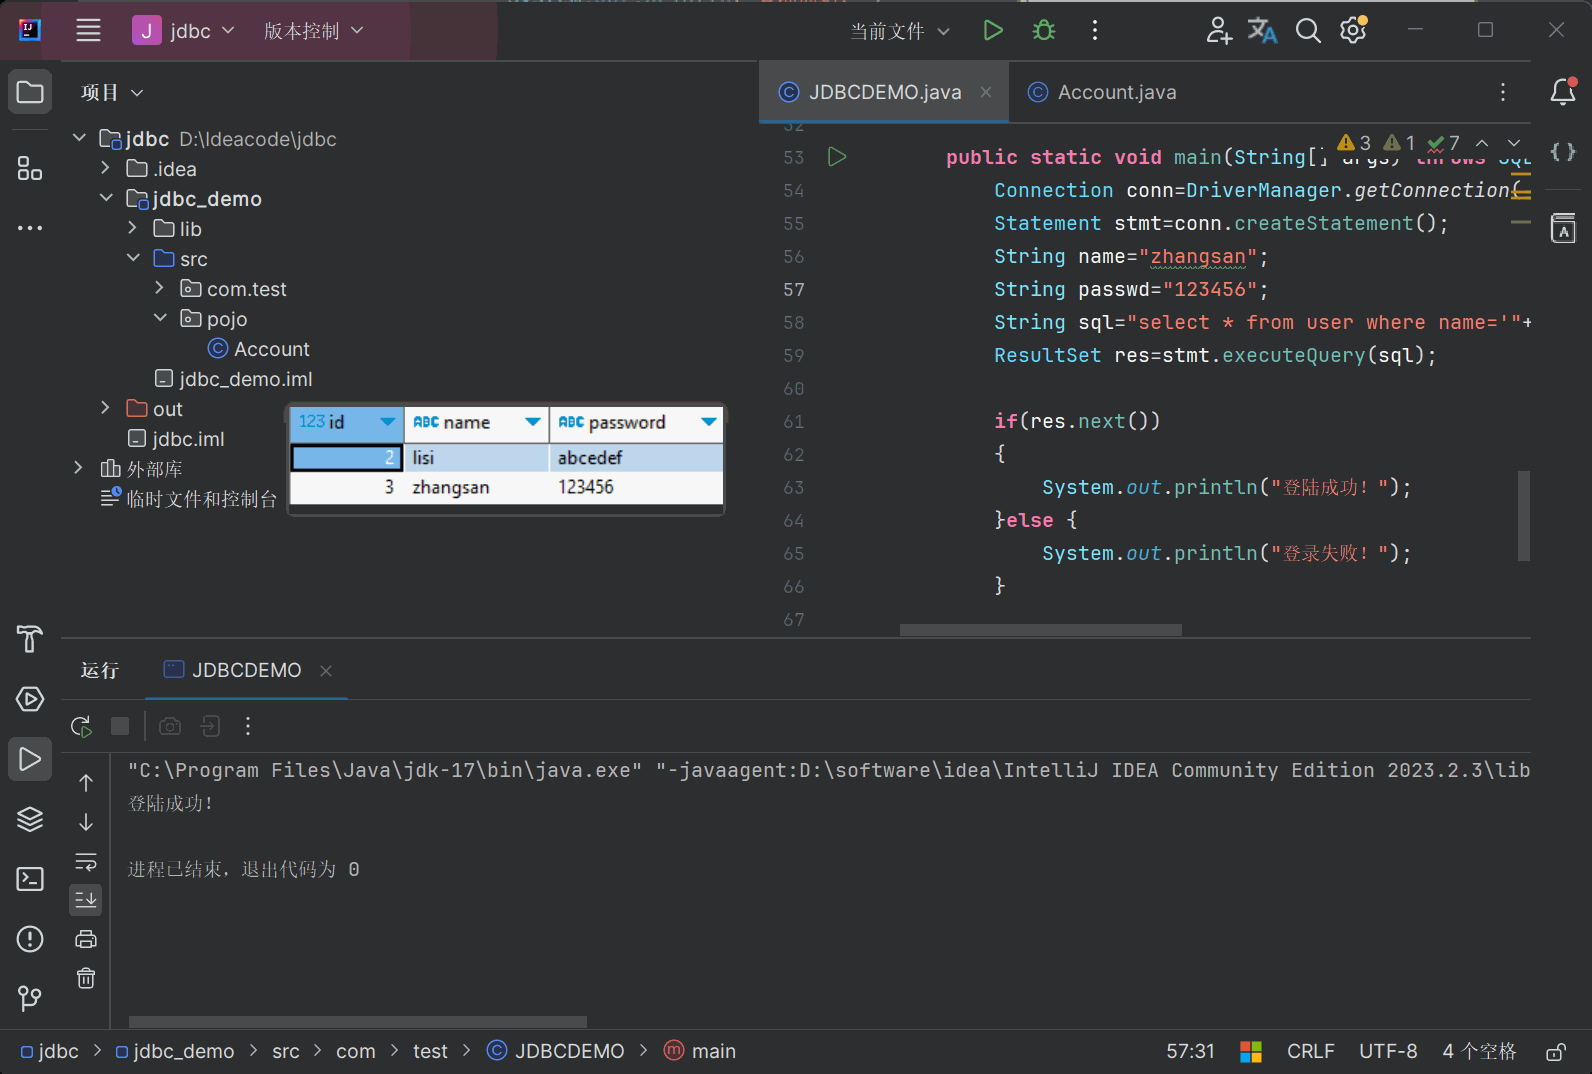 J jdbc 版本控制 当前文件
项目 JDBCDEMO.java Account.java
jdbc D:\Ideacode\jdbc
.idea
jdbc_demo
lib
src
com.test
pojo
Account
jdbc_demo.iml
out
jdbc.iml
外部库
临时文件和控制台
123 id ABC name ABC password
2 lisi abcedef
3 zhangsan 123456
3 1 7
52
53 public static void main(String[] args) throws SQL
54 Connection conn=DriverManager.getConnection(
55 Statement stmt=conn.createStatement();
56 String name="zhangsan";
57 String passwd="123456";
58 String sql="select * from user where name='"+
59 ResultSet res=stmt.executeQuery(sql);
60
61 if(res.next())
62 {
63 System.out.println("登陆成功！");
64 }else {
65 System.out.println("登录失败！");
66 }
67
运行 JDBCDEMO
"C:\Program Files\Java\jdk-17\bin\java.exe" "-javaagent:D:\software\idea\IntelliJ IDEA Community Edition 2023.2.3\lib
登陆成功！
进程已结束，退出代码为 0
jdbc > jdbc_demo > src > com > test > JDBCDEMO > main 57:31 CRLF UTF-8 4 个空格